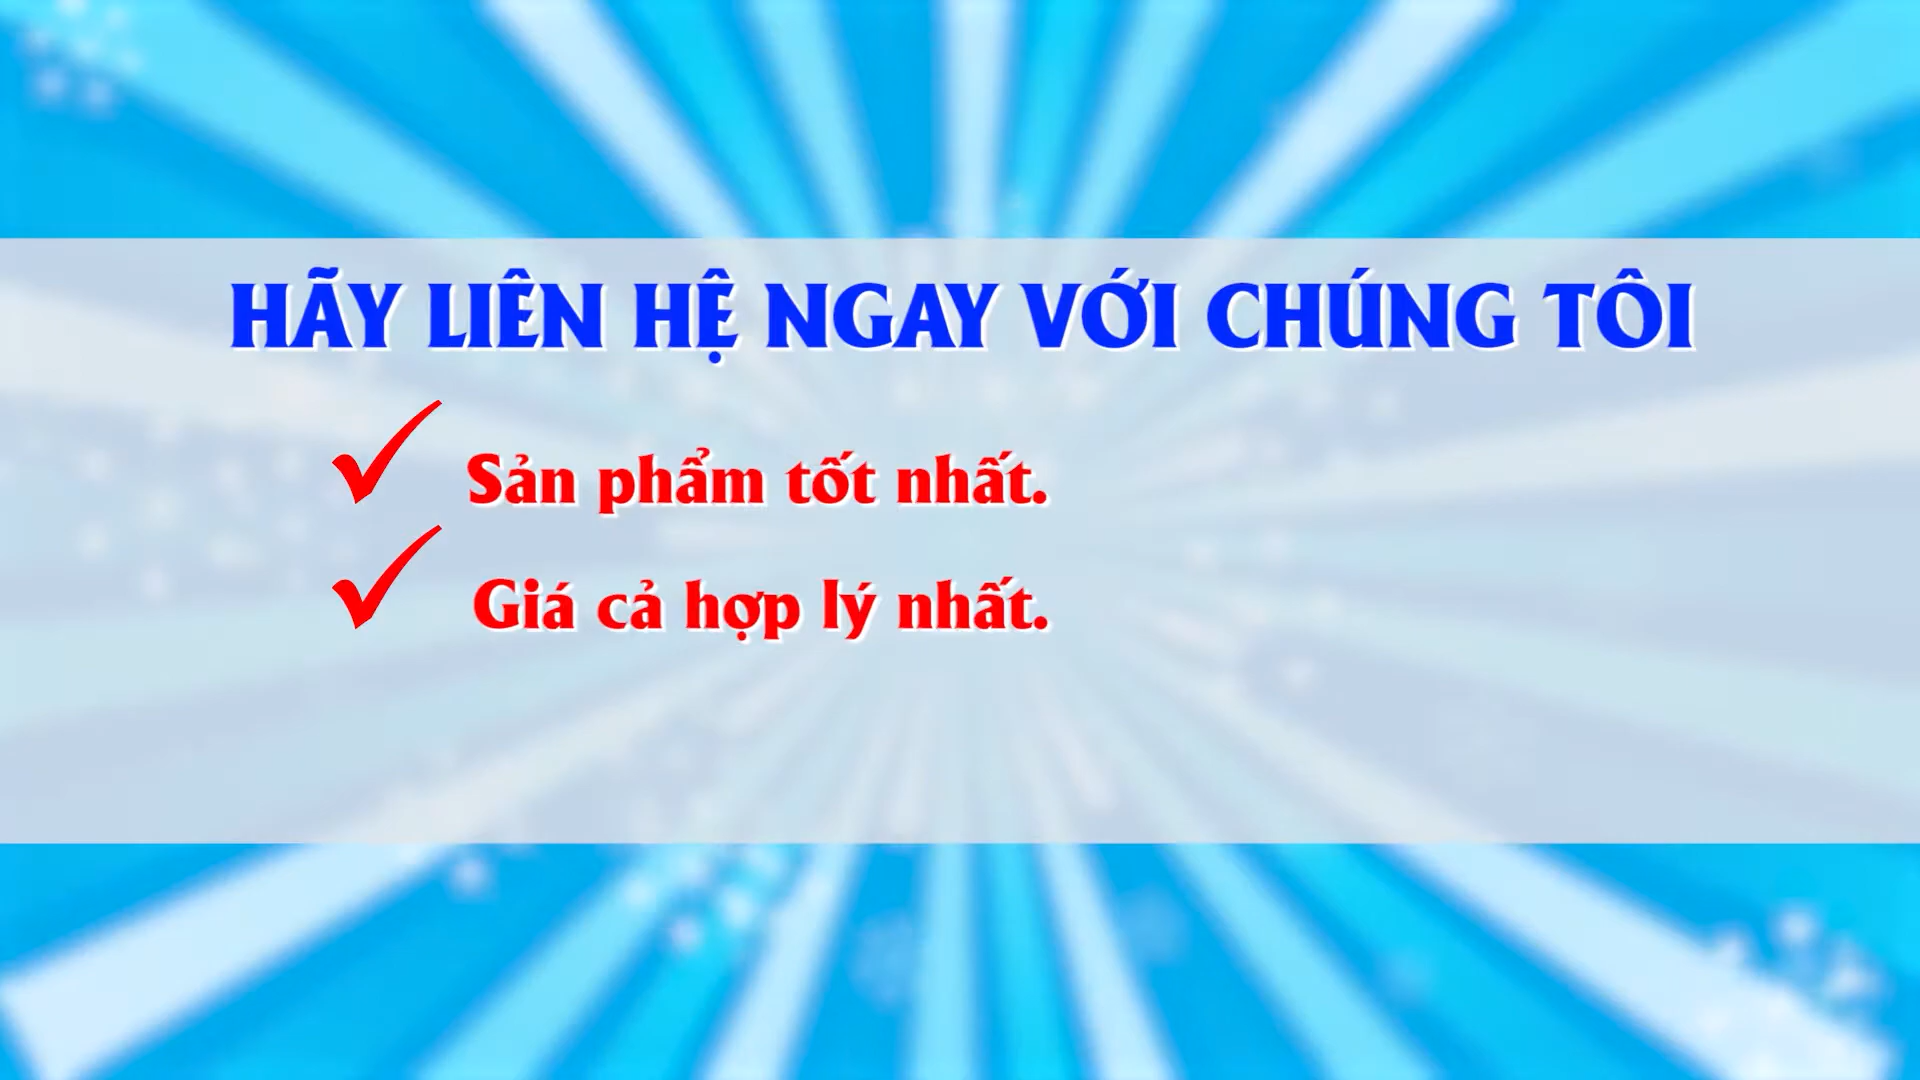 HÃY LIÊN HỆ NGAY VỚI CHÚNG TÔI
Sản phẩm tốt nhất.
Giá cả hợp lý nhất.